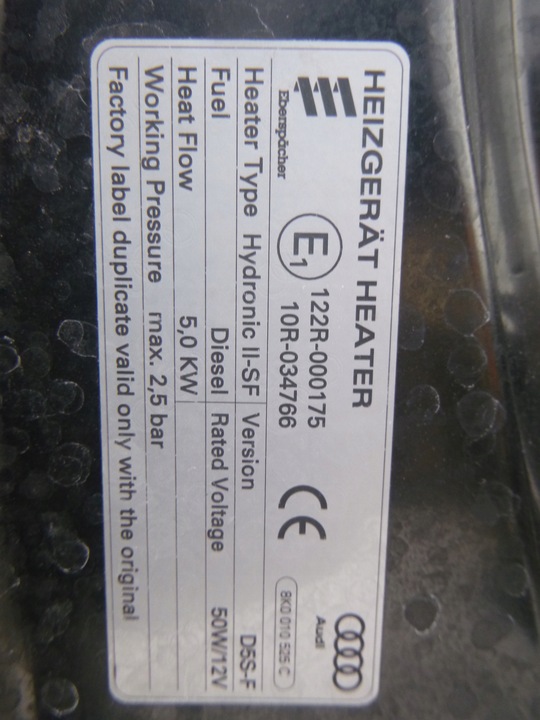 HEIZGERÄT HEATER
Eberspächer
E1
122R-000175
10R-034766
CE
Audi
8K0 010 525 C
Heater Type Hydronic II-SF Version D5S-F
Fuel Diesel Rated Voltage 50W/12V
Heat Flow 5,0 KW
Working Pressure max. 2,5 bar
Factory label duplicate valid only with the original